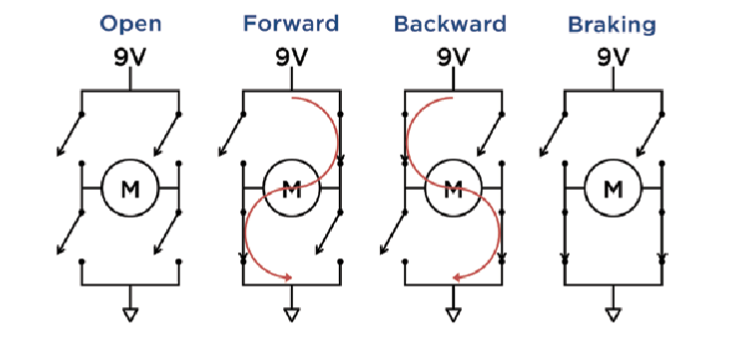 Open Forward Backward Braking
9V 9V 9V 9V
M M M M